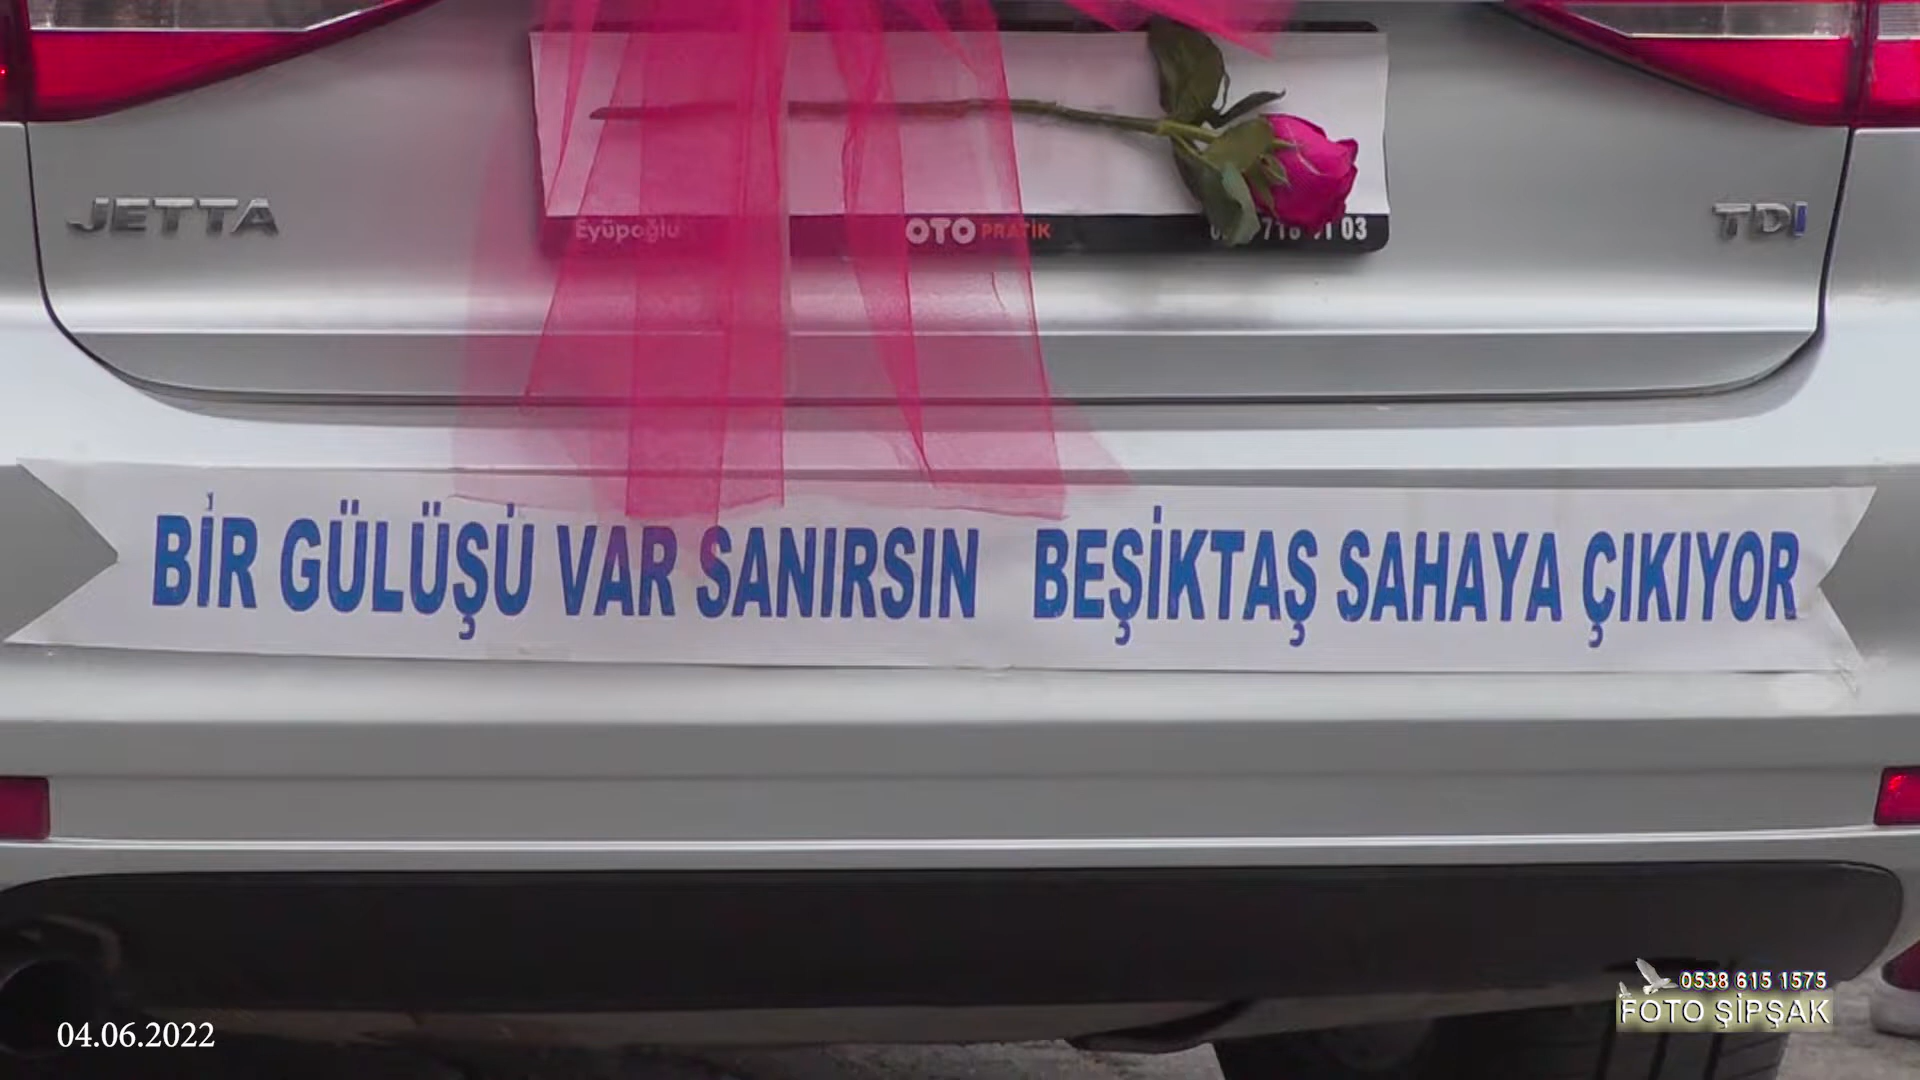 JETTA
TDI
Eyüpoğlu OTO PRATİK 03
BİR GÜLÜŞÜ VAR SANIRSIN BEŞİKTAŞ SAHAYA ÇIKIYOR
0538 615 1575
FOTO ŞİPŞAK
04.06.2022